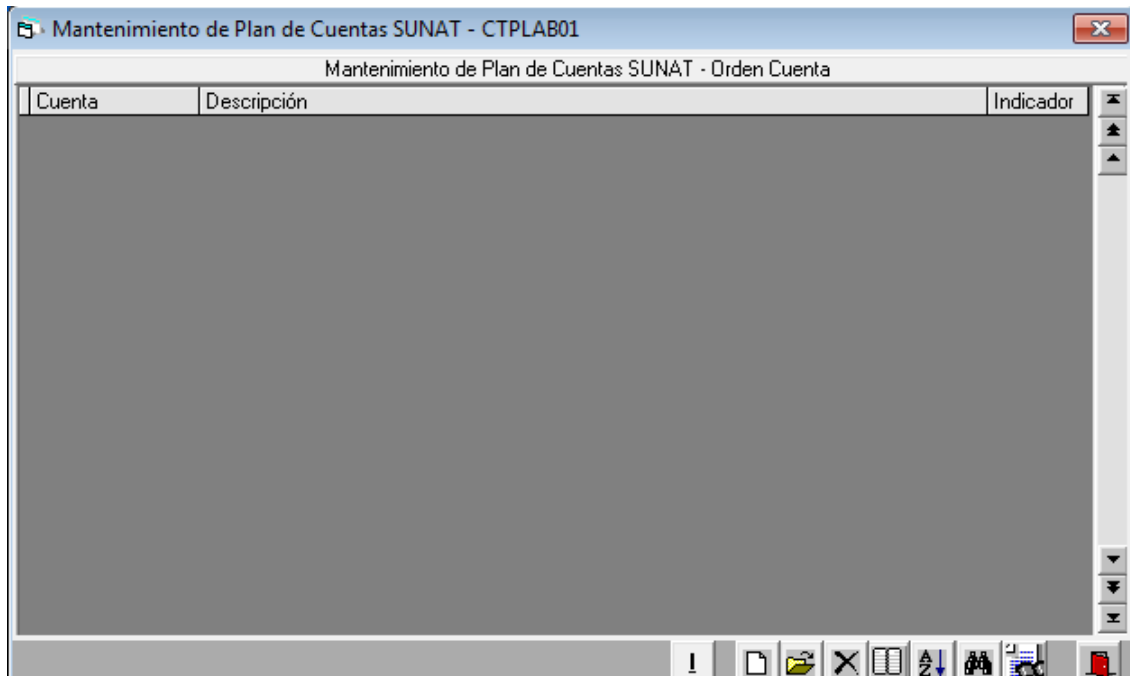 Mantenimiento de Plan de Cuentas SUNAT - CTPLAB01
Mantenimiento de Plan de Cuentas SUNAT - Orden Cuenta
Cuenta Descripción Indicador
!
A
Z